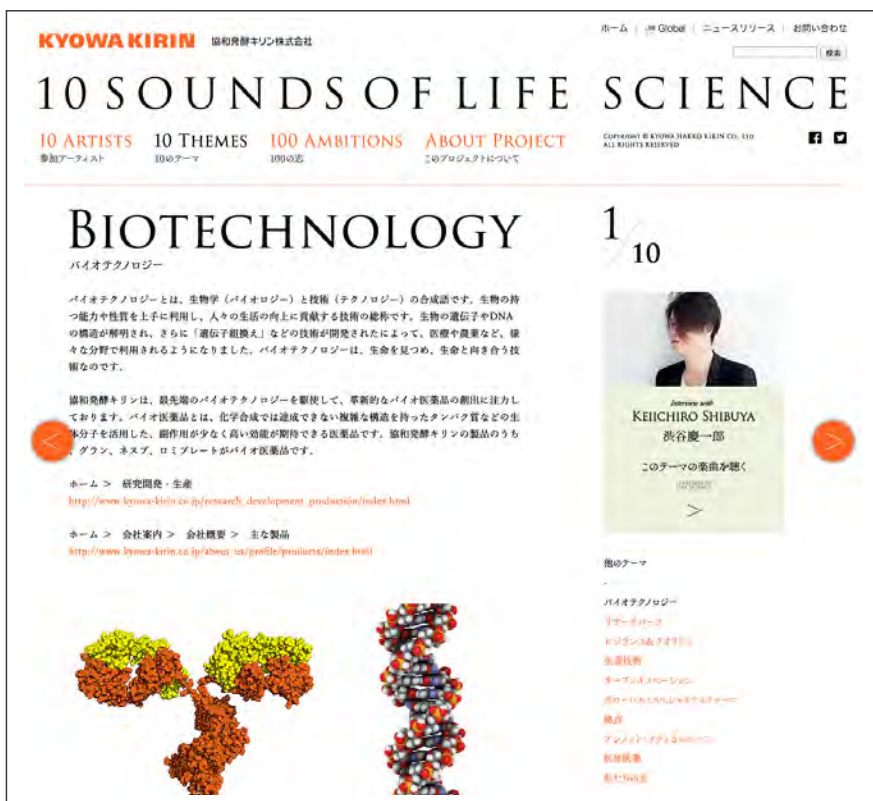 KYOWA KIRIN 協和発酵キリン株式会社
ホーム | Global | ニュースリリース | お問い合わせ
検索
10 SOUNDS OF LIFE SCIENCE
10 ARTISTS 10 THEMES 100 AMBITIONS ABOUT PROJECT
参加アーティスト 10のテーマ 100の志 このプロジェクトについて
COPYRIGHT © KYOWA HAKKO KIRIN CO., LTD.
ALL RIGHTS RESERVED
BIOTECHNOLOGY
バイオテクノロジー
バイオテクノロジーとは、生物学（バイオロジー）と技術（テクノロジー）の合成語です。生物の持
つ能力や性質を上手に利用し、人々の生活の向上に貢献する技術の総称です。生物の遺伝子やDNA
の構造が解明され、さらに「遺伝子組換え」などの技術が開発されたによって、医療や農業など、様
々な分野で利用されるようになりました。バイオテクノロジーは、生命を見つめ、生命と向き合う技
術なのです。
協和発酵キリンは、最先端のバイオテクノロジーを駆使して、革新的なバイオ医薬品の創出に注力し
ております。バイオ医薬品とは、化学合成では達成できない複雑な構造を持ったタンパク質などの生
体分子を活用した、副作用が少なく高い効能が期待できる医薬品です。協和発酵キリンの製品のうち
、グラン、ネスプ、ロミプレートがバイオ医薬品です。
ホーム ＞ 研究開発・生産
http://www.kyowa-kirin.co.jp/research_development_production/index.html
ホーム ＞ 会社案内 ＞ 会社概要 ＞ 主な製品
http://www.kyowa-kirin.co.jp/about_us/profile/products/index.html
< >
1/10
Interview with
KEIICHIRO SHIBUYA
渋谷慶一郎
このテーマの楽曲を聴く
>
他のテーマ
-
バイオテクノロジー
リサーチパーク
生産技術
オープンイノベーション
拠点
抗体医薬